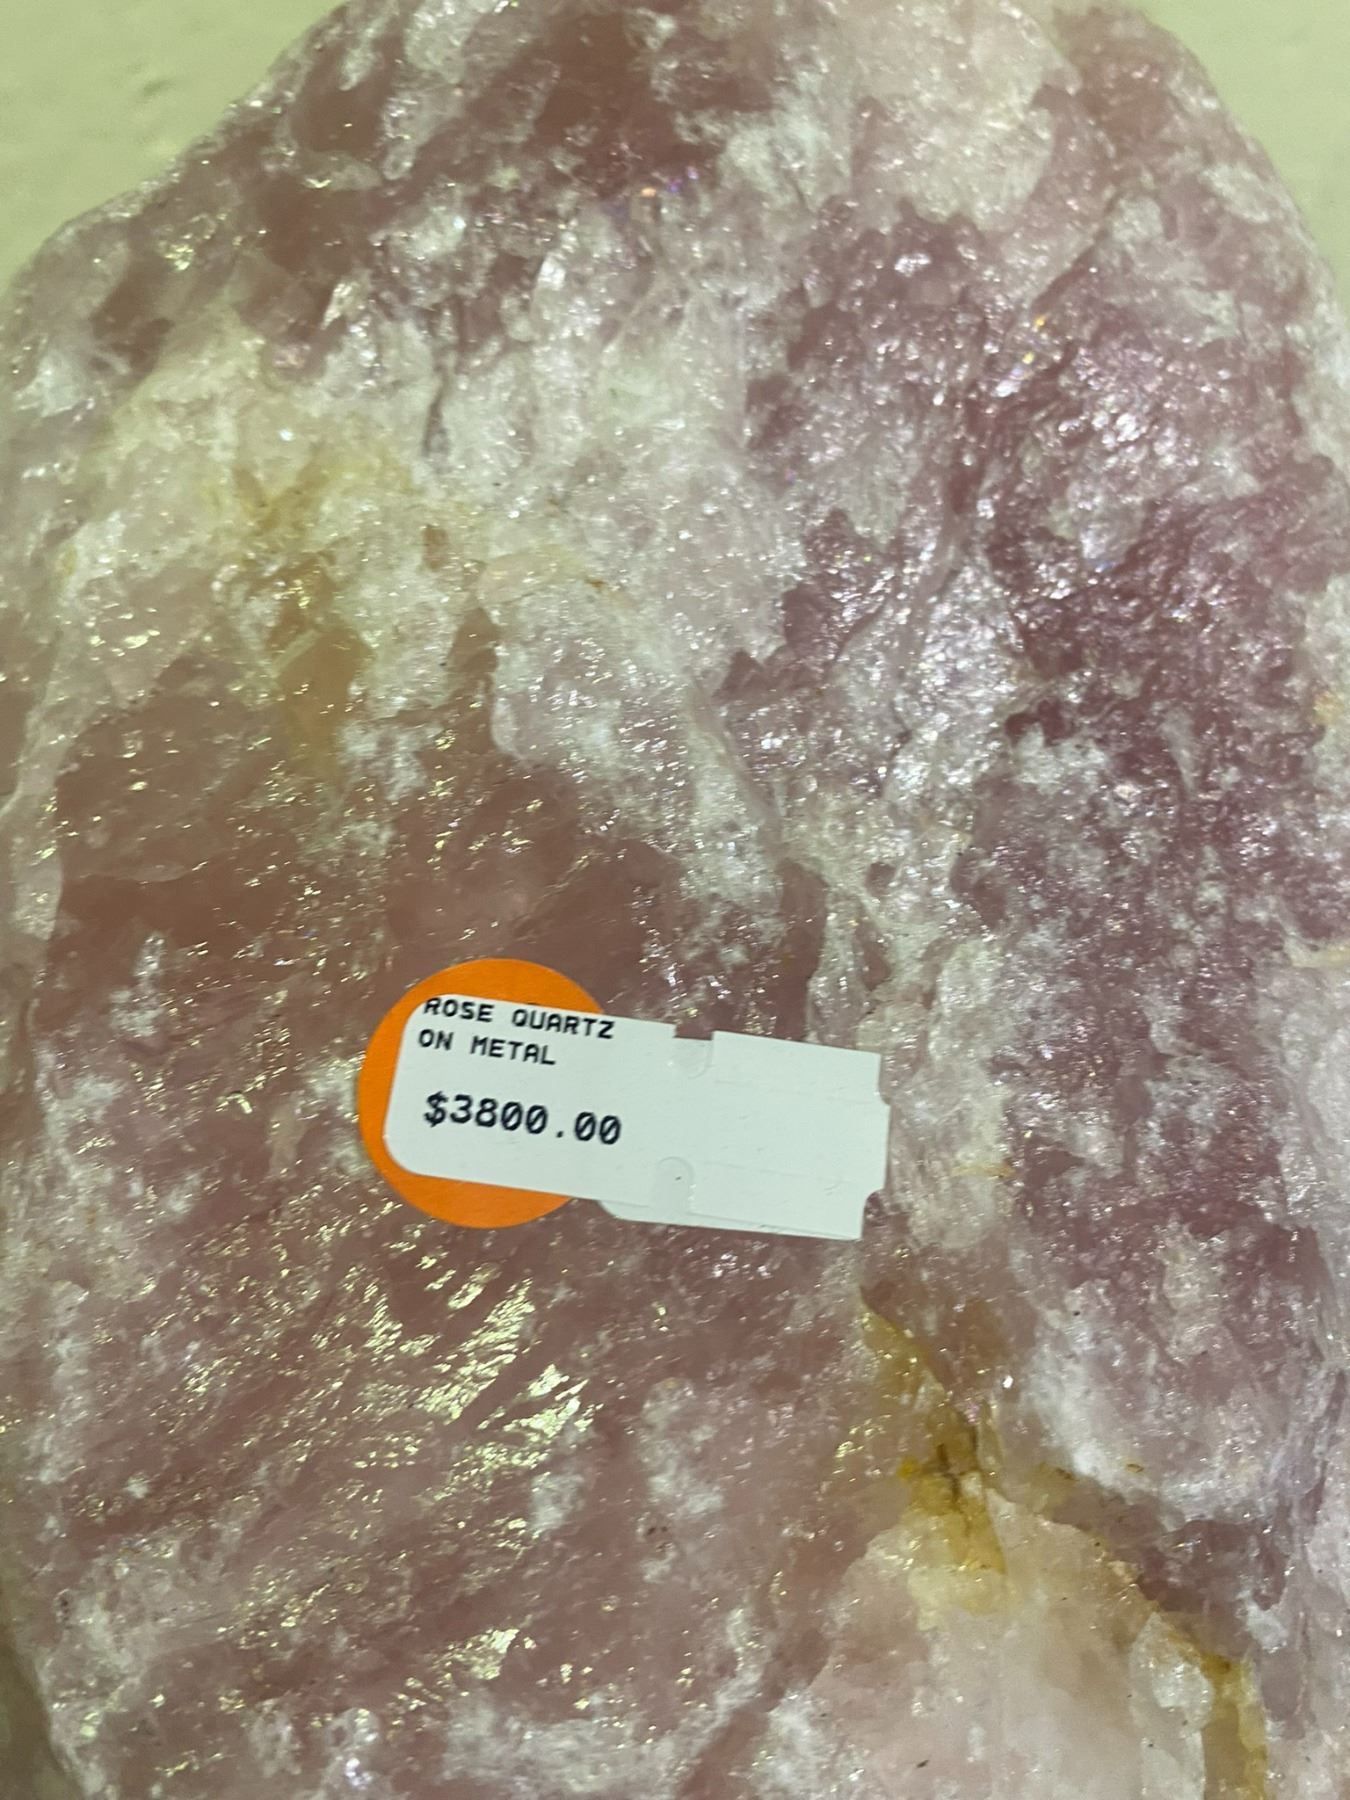 ROSE QUARTZ
ON METAL
$3800.00